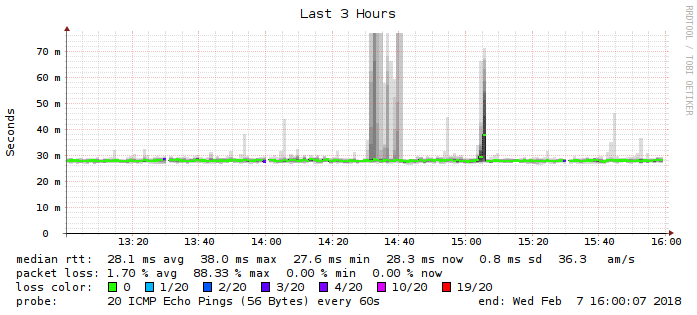 Last 3 Hours
RRDTOOL / TOBI OETIKER
Seconds
70 m
60 m
50 m
40 m
30 m
20 m
10 m
0
13:20 13:40 14:00 14:20 14:40 15:00 15:20 15:40 16:00
median rtt: 28.1 ms avg 38.0 ms max 27.6 ms min 28.3 ms now 0.8 ms sd 36.3 am/s
packet loss: 1.70 % avg 88.33 % max 0.00 % min 0.00 % now
loss color: 0 1/20 2/20 3/20 4/20 10/20 19/20
probe: 20 ICMP Echo Pings (56 Bytes) every 60s end: Wed Feb 7 16:00:07 2018